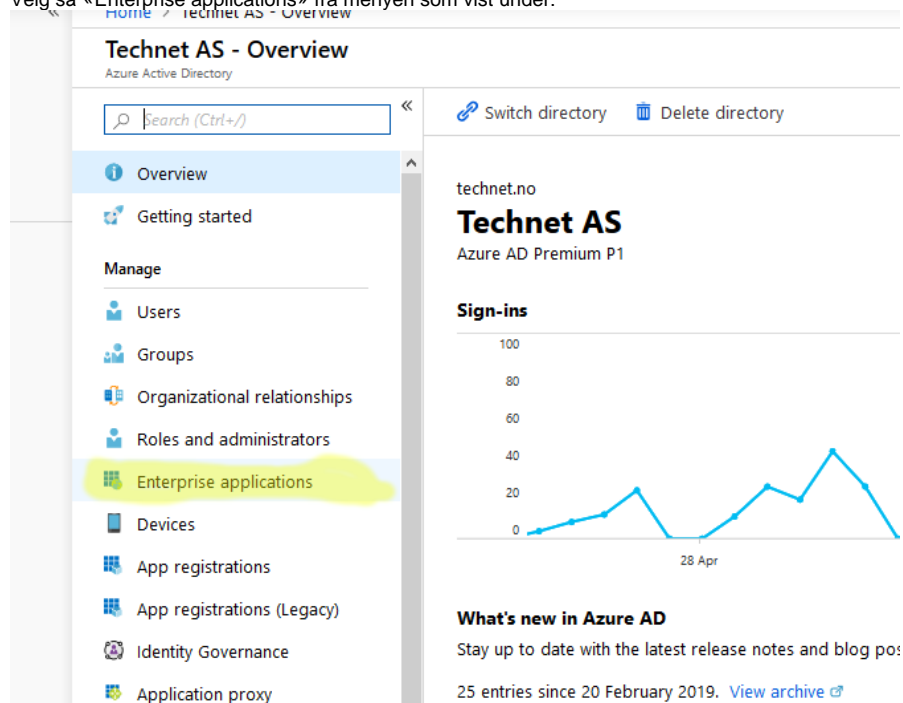 Velg så «Enterprise applications» fra menyen som vist under.
Home > Technet AS - Overview
Technet AS - Overview
Azure Active Directory
Search (Ctrl+/)
Overview
Getting started
Manage
Users
Groups
Organizational relationships
Roles and administrators
Enterprise applications
Devices
App registrations
App registrations (Legacy)
Identity Governance
Application proxy
Switch directory
Delete directory
technet.no
Technet AS
Azure AD Premium P1
Sign-ins
100
80
60
40
20
0
28 Apr
What's new in Azure AD
Stay up to date with the latest release notes and blog pos
25 entries since 20 February 2019. View archive